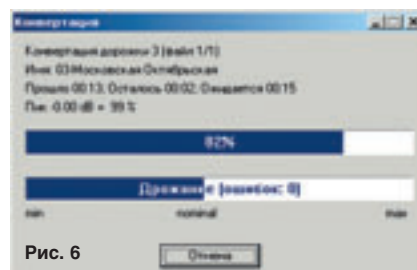 Конвертация
Конвертация дорожки 3 (файл 1/1)
Имя: 03 Московская Октябрьская
Прошло 00:13; Осталось 00:02; Ожидается 00:15
Пик: -0.00 dB = 99 %
82%
Дрожание (ошибок: 0)
min nominal max
Рис. 6
Отмена